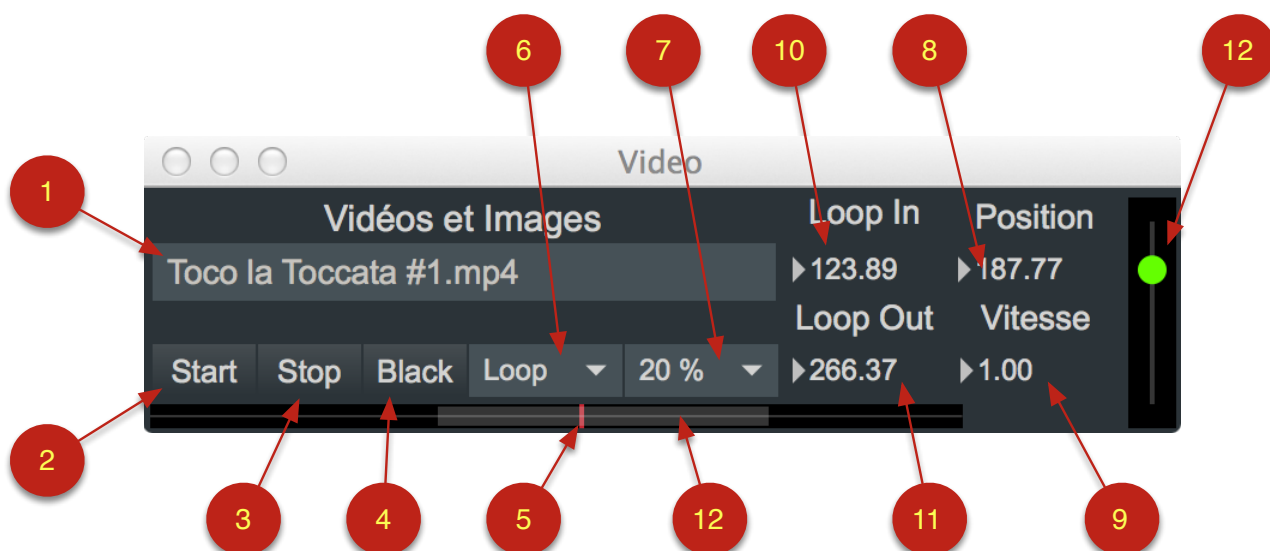 6 7 10 8 12
Video
1
Vidéos et Images Loop In Position
Toco la Toccata #1.mp4 123.89 187.77
Loop Out Vitesse
Start Stop Black Loop 20 % 266.37 1.00
2
3 4 5 12 11 9